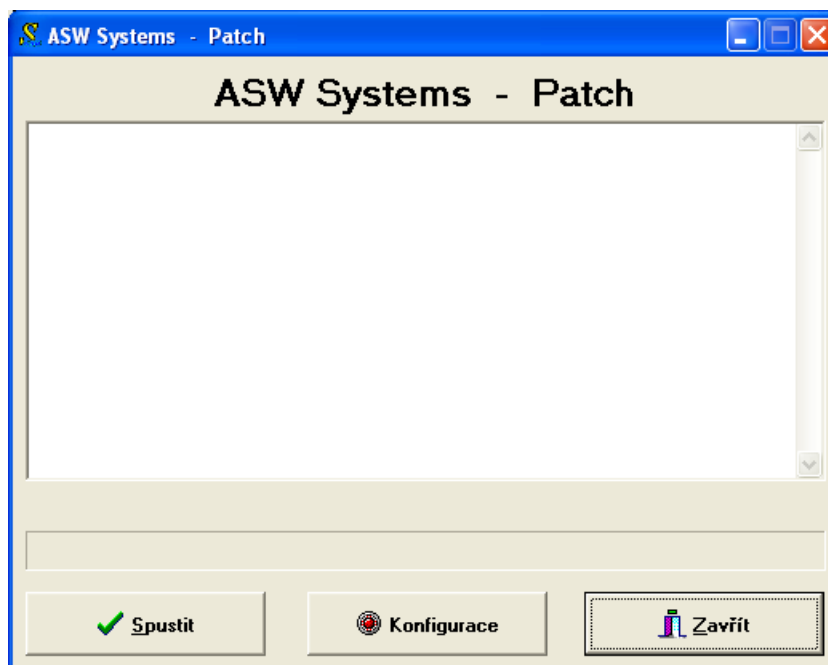 ASW Systems - Patch
ASW Systems - Patch
Spustit
Konfigurace
Zavřít